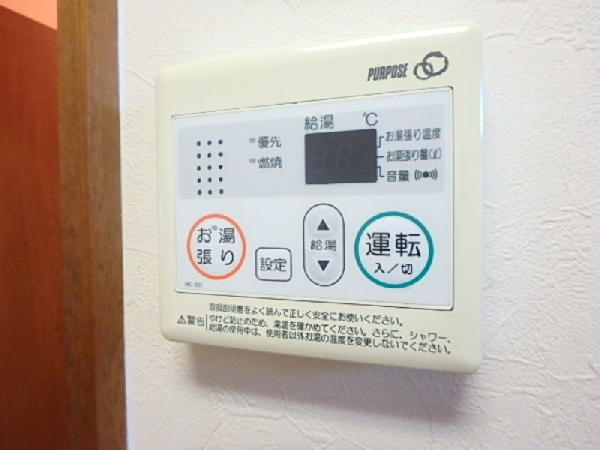 PURPOSE
給湯 ℃
優先
燃焼
お湯張り温度
お湯張り量(ℓ)
音量
お湯
張り
設定
▲
給湯
▼
運転
入/切
取扱説明書をよく読んで正しく安全にお使いください。
⚠警告 やけど防止のため、湯温を確かめてください。さらに、シャワー、
給湯の使用中は、使用者以外お湯の温度を変更しないでください。